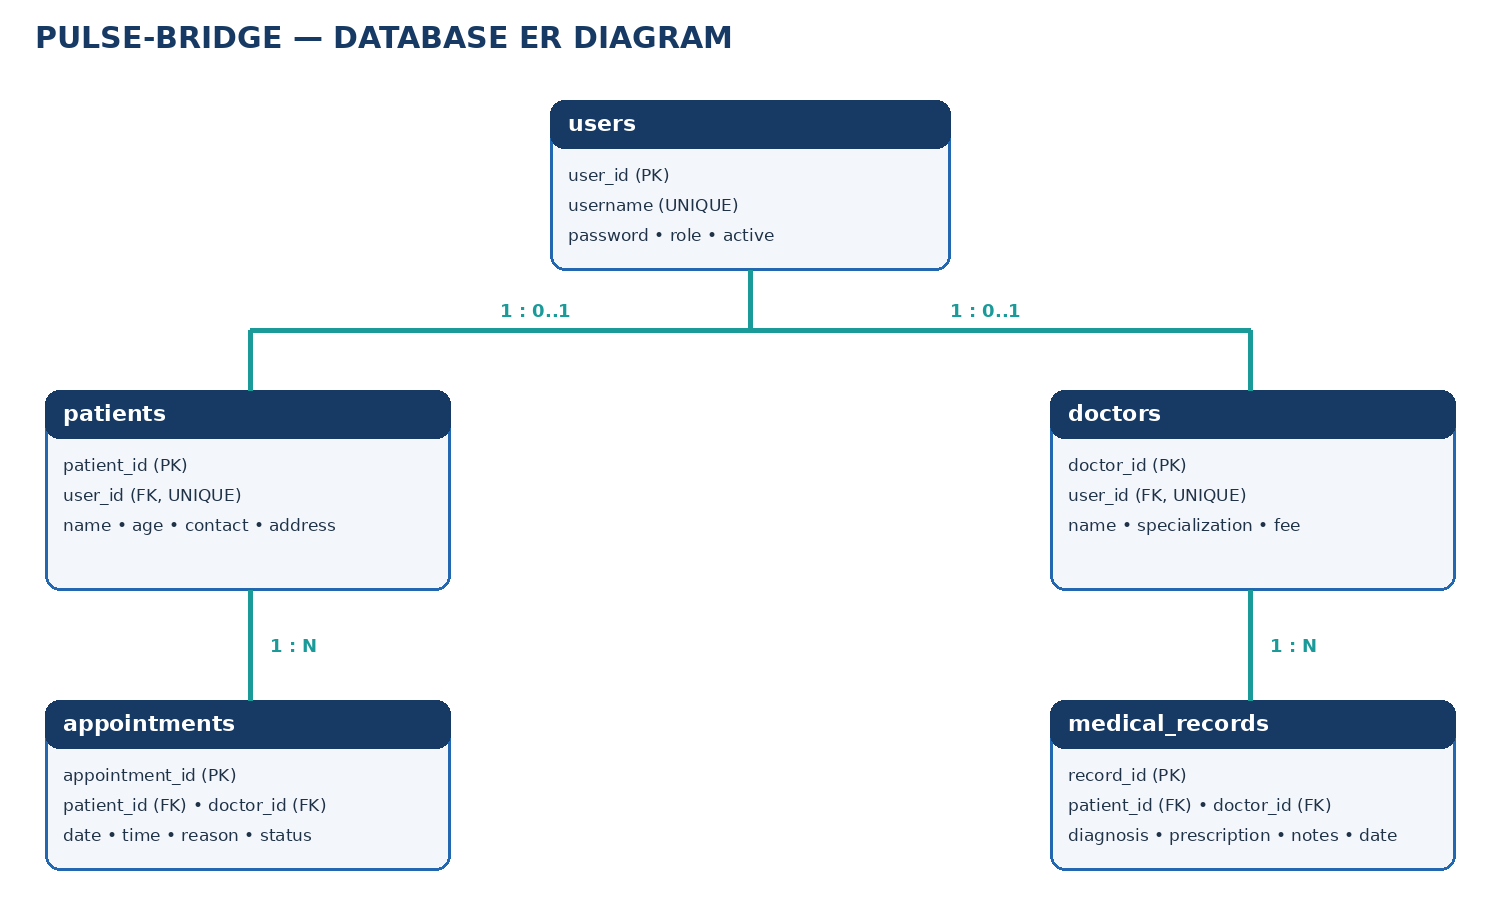 PULSE-BRIDGE — DATABASE ER DIAGRAM
users
user_id (PK)
username (UNIQUE)
password • role • active
1 : 0..1
1 : 0..1
patients
patient_id (PK)
user_id (FK, UNIQUE)
name • age • contact • address
doctors
doctor_id (PK)
user_id (FK, UNIQUE)
name • specialization • fee
1 : N
1 : N
appointments
appointment_id (PK)
patient_id (FK) • doctor_id (FK)
date • time • reason • status
medical_records
record_id (PK)
patient_id (FK) • doctor_id (FK)
diagnosis • prescription • notes • date